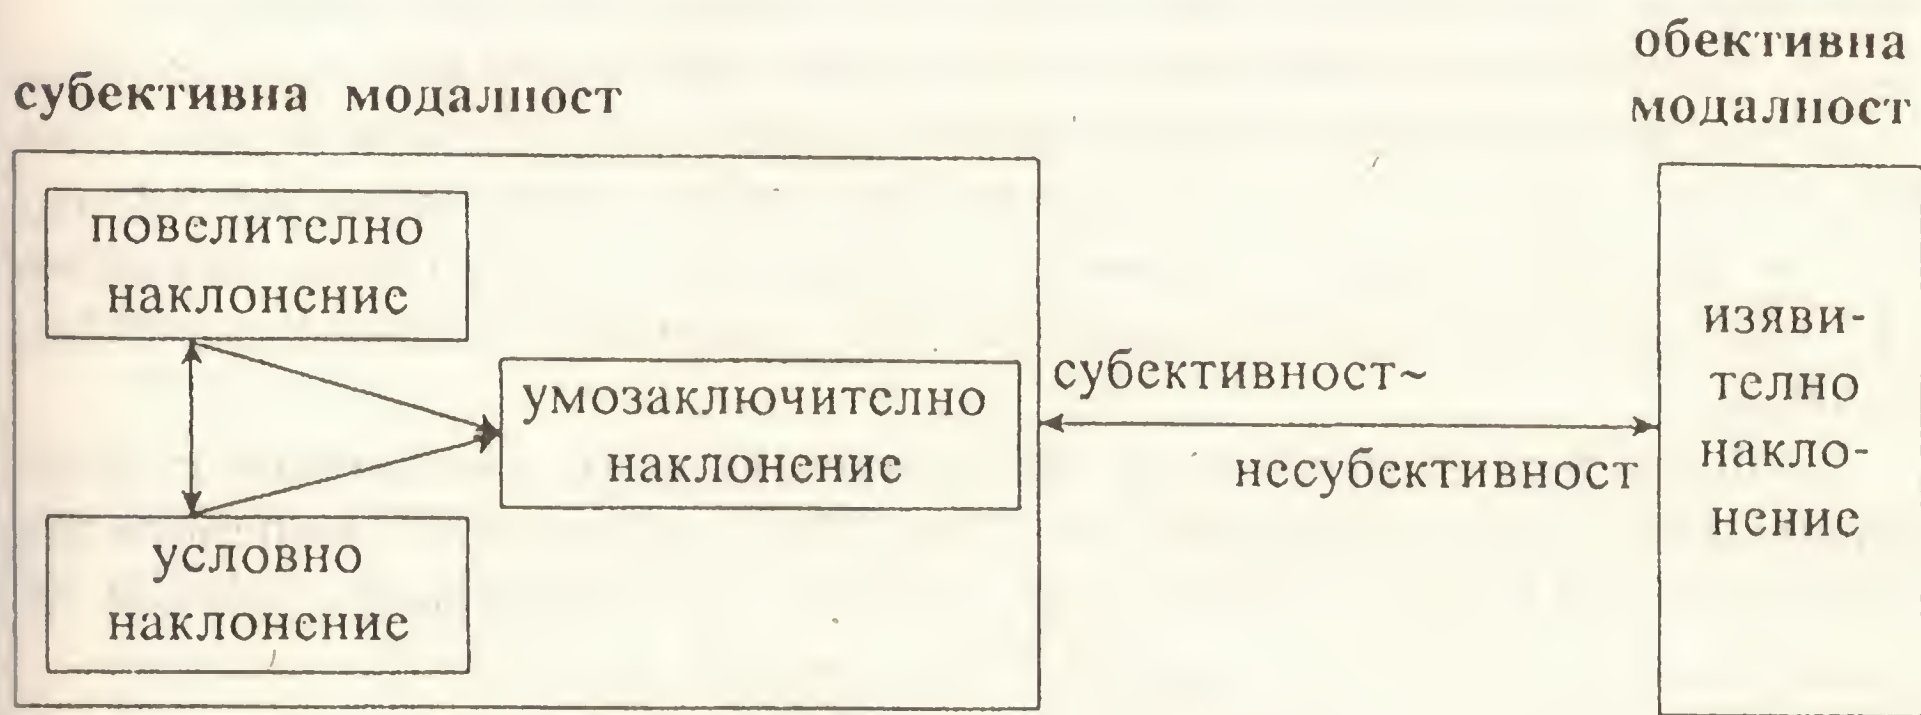 обективна
модалност
субективна модалност
повелително
наклонение
умозаключително
наклонение
условно
наклонение
субективност~
несубективност
изяви-
телно
накло-
нение